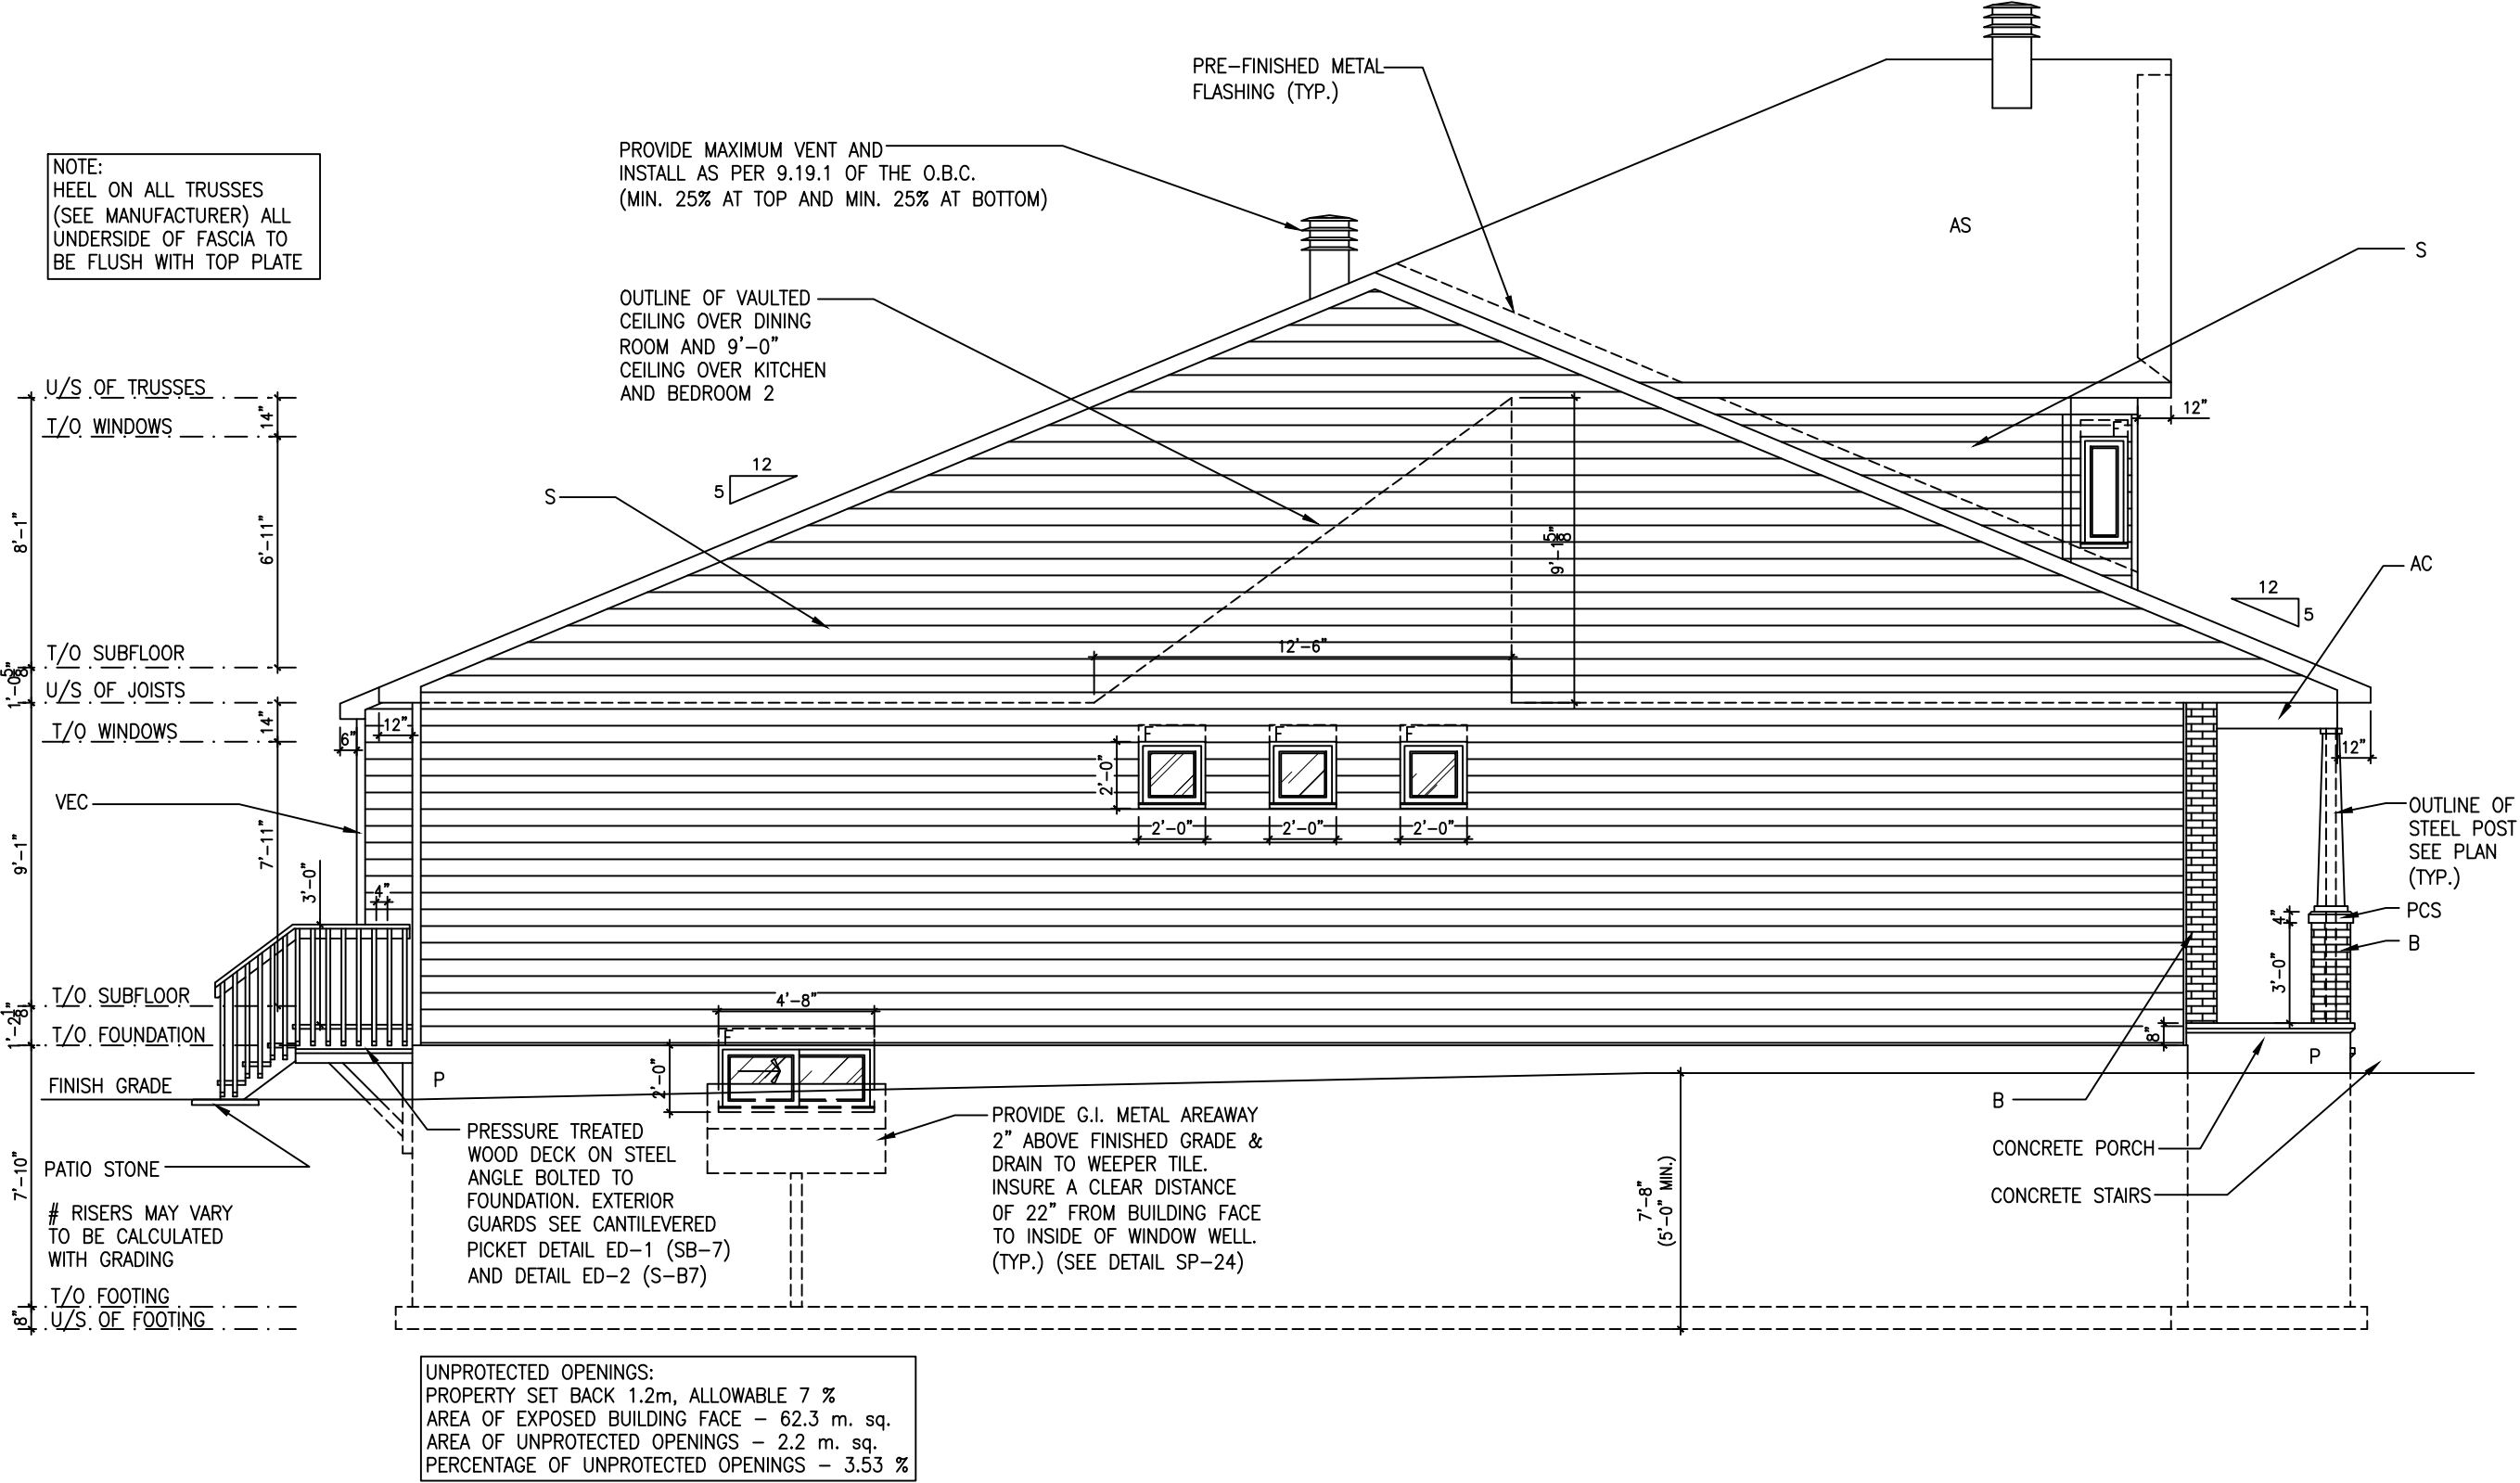 PRE-FINISHED METAL
FLASHING (TYP.)
PROVIDE MAXIMUM VENT AND
INSTALL AS PER 9.19.1 OF THE O.B.C.
(MIN. 25% AT TOP AND MIN. 25% AT BOTTOM)
NOTE:
HEEL ON ALL TRUSSES
(SEE MANUFACTURER) ALL
UNDERSIDE OF FASCIA TO
BE FLUSH WITH TOP PLATE
AS
S
OUTLINE OF VAULTED
CEILING OVER DINING
ROOM AND 9'-0"
CEILING OVER KITCHEN
AND BEDROOM 2
U/S OF TRUSSES
T/O WINDOWS
14"
12"
F
12
5
S
8'-1"
6'-11"
9'-1 5/8"
AC
12
5
12'-6"
T/O SUBFLOOR
1'-0 5/8"
U/S OF JOISTS
14"
T/O WINDOWS
6"
12"
F
F
F
12"
2'-0"
2'-0"
2'-0"
2'-0"
VEC
OUTLINE OF
STEEL POST
SEE PLAN
(TYP.)
9'-1"
7'-11"
3'-0"
4"
4"
PCS
B
3'-0"
T/O SUBFLOOR
1'-2 1/8"
T/O FOUNDATION
4'-8"
F
2'-0"
8"
P
P
FINISH GRADE
B
PATIO STONE
CONCRETE PORCH
CONCRETE STAIRS
# RISERS MAY VARY
TO BE CALCULATED
WITH GRADING
PRESSURE TREATED
WOOD DECK ON STEEL
ANGLE BOLTED TO
FOUNDATION. EXTERIOR
GUARDS SEE CANTILEVERED
PICKET DETAIL ED-1 (SB-7)
AND DETAIL ED-2 (S-B7)
PROVIDE G.I. METAL AREAWAY
2" ABOVE FINISHED GRADE &
DRAIN TO WEEPER TILE.
INSURE A CLEAR DISTANCE
OF 22" FROM BUILDING FACE
TO INSIDE OF WINDOW WELL.
(TYP.) (SEE DETAIL SP-24)
7'-8"
(5'-0" MIN.)
7'-10"
T/O FOOTING
8"
U/S OF FOOTING
UNPROTECTED OPENINGS:
PROPERTY SET BACK 1.2m, ALLOWABLE 7 %
AREA OF EXPOSED BUILDING FACE - 62.3 m. sq.
AREA OF UNPROTECTED OPENINGS - 2.2 m. sq.
PERCENTAGE OF UNPROTECTED OPENINGS - 3.53 %